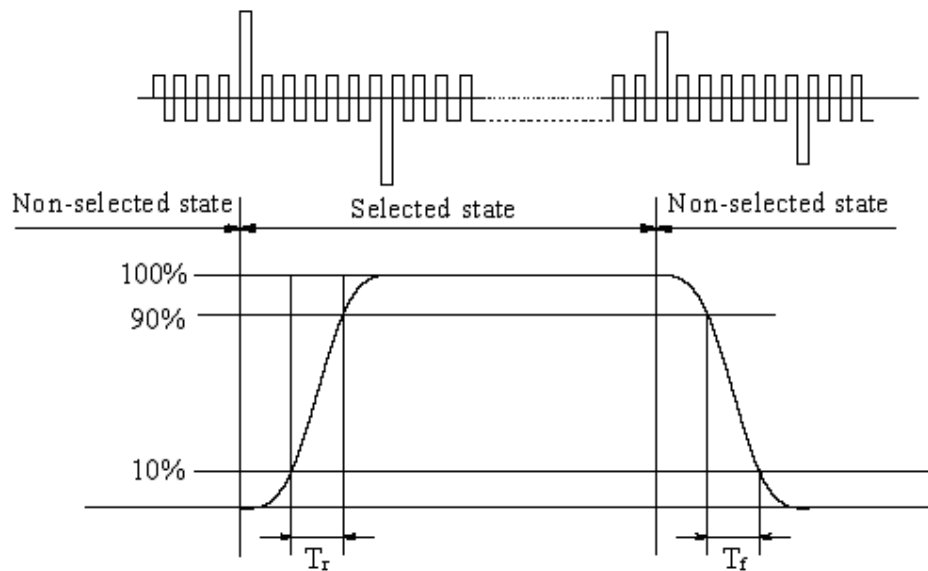 Non-selected state
Selected state
Non-selected state
100%
90%
10%
Tr
Tf